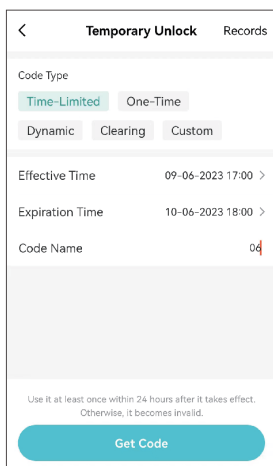 Temporary Unlock Records
Code Type
Time-Limited One-Time
Dynamic Clearing Custom
Effective Time 09-06-2023 17:00 >
Expiration Time 10-06-2023 18:00 >
Code Name 06
Use it at least once within 24 hours after it takes effect.
Otherwise, it becomes invalid.
Get Code